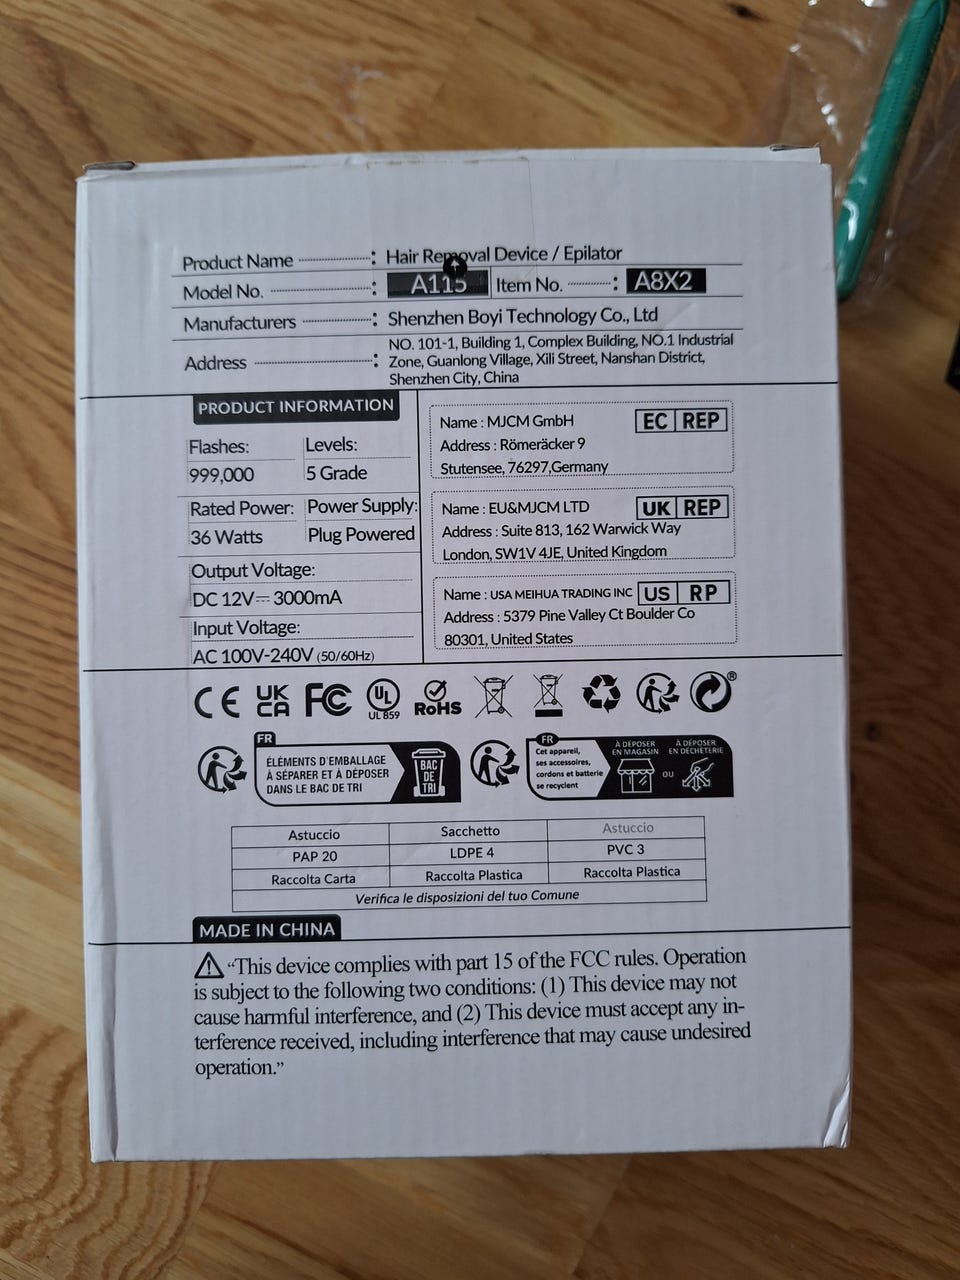 Product Name : Hair Removal Device / Epilator
Model No. : A115 Item No. : A8X2
Manufacturers : Shenzhen Boyi Technology Co., Ltd
Address : NO. 101-1, Building 1, Complex Building, NO.1 Industrial
Zone, Guanlong Village, Xili Street, Nanshan District,
Shenzhen City, China
PRODUCT INFORMATION
Flashes: Levels:
999,000 5 Grade
Rated Power: Power Supply:
36 Watts Plug Powered
Output Voltage:
DC 12V⎓3000mA
Input Voltage:
AC 100V-240V (50/60Hz)
Name : MJCM GmbH EC REP
Address : Römeräcker 9
Stutensee, 76297,Germany
Name : EU&MJCM LTD UK REP
Address : Suite 813, 162 Warwick Way
London, SW1V 4JE, United Kingdom
Name : USA MEIHUA TRADING INC US RP
Address : 5379 Pine Valley Ct Boulder Co
80301, United States
CE UK CA FC UL UL 859 RoHS ®
FR
ÉLÉMENTS D'EMBALLAGE
À SÉPARER ET À DÉPOSER
DANS LE BAC DE TRI
BAC
DE
TRI
FR
Cet appareil,
ses accessoires,
cordons et batterie
se recyclent
À DÉPOSER
EN MAGASIN
OU
À DÉPOSER
EN DÉCHÈTERIE
Astuccio Sacchetto Astuccio
PAP 20 LDPE 4 PVC 3
Raccolta Carta Raccolta Plastica Raccolta Plastica
Verifica le disposizioni del tuo Comune
MADE IN CHINA
“This device complies with part 15 of the FCC rules. Operation
is subject to the following two conditions: (1) This device may not
cause harmful interference, and (2) This device must accept any in-
terference received, including interference that may cause undesired
operation.”